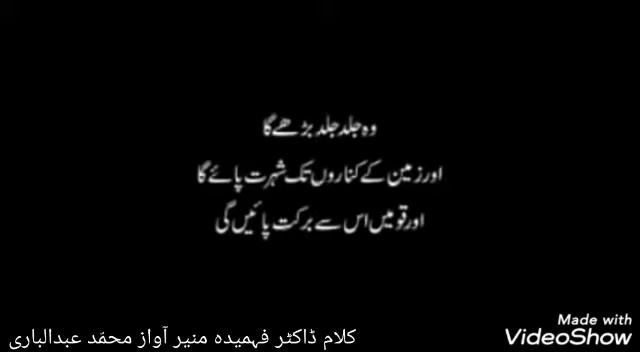 وہ جلد جلد بڑھے گا
اور زمین کے کناروں تک شہرت پائے گا
اور قومیں اس سے برکت پائیں گی
کلام ڈاکٹر فہمیدہ منیر آواز محمّد عبدالباری
Made with
VideoShow